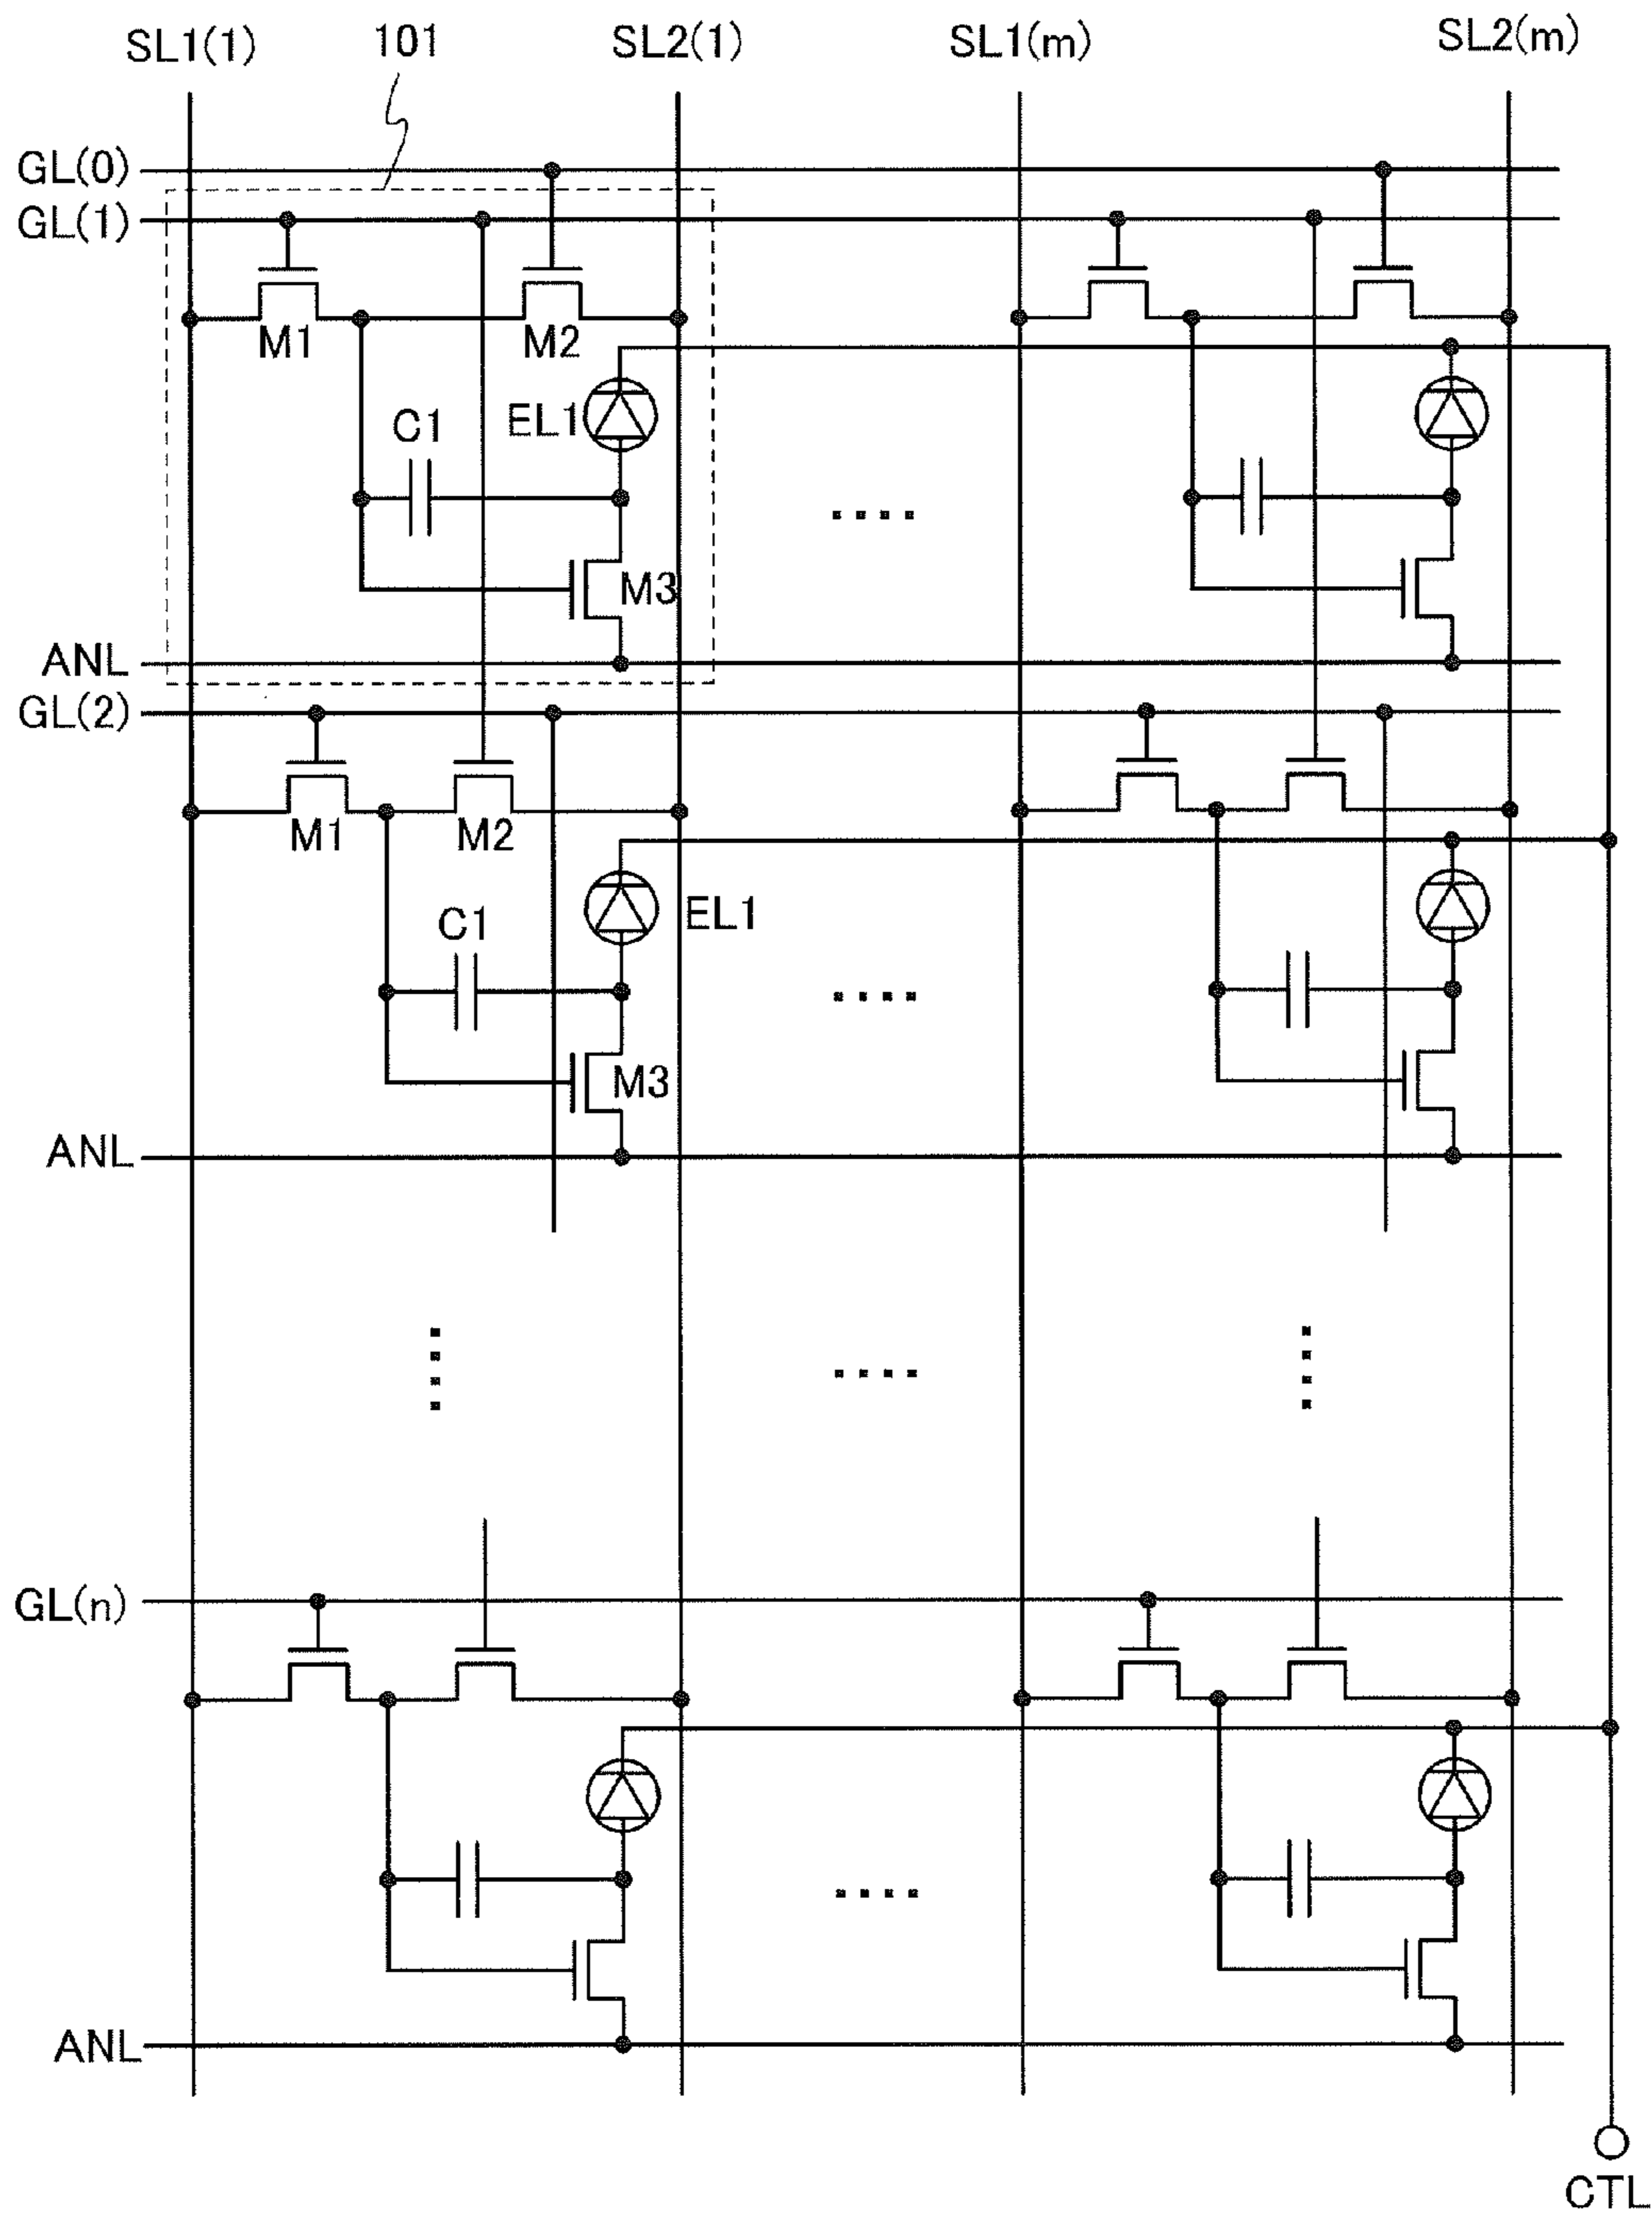 SL1(1) 101 SL2(1) SL1(m) SL2(m)
GL(0)
GL(1)
M1 M2
C1 EL1
M3
ANL
GL(2)
M1 M2
C1 EL1
M3
ANL
GL(n)
ANL
CTL